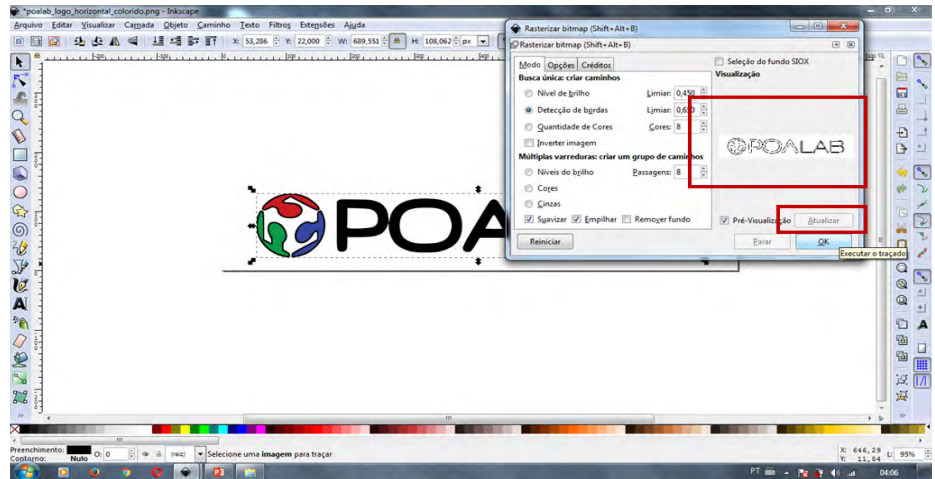 *poalab_logo_horizontal_colorido.png - Inkscape
Arquivo Editar Visualizar Camada Objeto Caminho Texto Filtros Extensões Ajuda
X: 53,286 Y: 22,000 W: 689,551 H: 108,062 px
Rasterizar bitmap (Shift+Alt+B)
Rasterizar bitmap (Shift+Alt+B)
Modo Opções Créditos
Seleção do fundo SIOX
Busca única: criar caminhos
Visualização
Nível de brilho Limiar: 0,450
Detecção de bordas Limiar: 0,650
Quantidade de Cores Cores: 8
Inverter imagem
Múltiplas varreduras: criar um grupo de caminhos
Níveis do brilho Passagens: 8
Cores
Cinzas
Suavizar Empilhar Remover fundo
Pré-Visualização Atualizar
Reiniciar Parar OK
Executar o traçado
POALAB
POA
Preenchimento:
Contorno: Nulo O: 0 (raiz) Selecione uma imagem para traçar
X: 646,29
Y: 11,64 L: 95%
PT 04:06